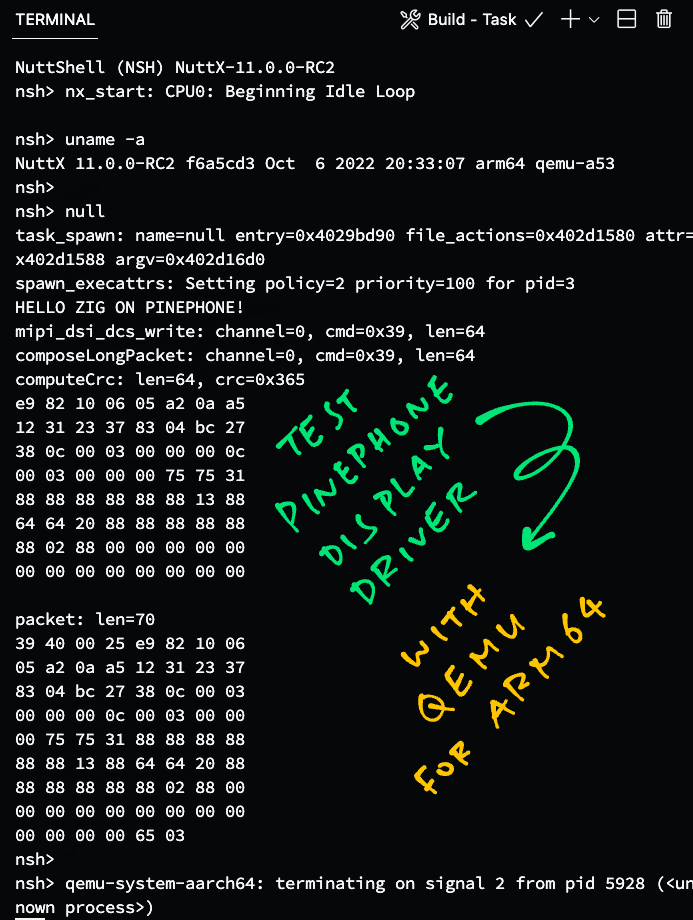 TERMINAL
Build - Task
NuttShell (NSH) NuttX-11.0.0-RC2
nsh> nx_start: CPU0: Beginning Idle Loop
nsh> uname -a
NuttX 11.0.0-RC2 f6a5cd3 Oct  6 2022 20:33:07 arm64 qemu-a53
nsh>
nsh> null
task_spawn: name=null entry=0x4029bd90 file_actions=0x402d1580 attr=
x402d1588 argv=0x402d16d0
spawn_execattrs: Setting policy=2 priority=100 for pid=3
HELLO ZIG ON PINEPHONE!
mipi_dsi_dcs_write: channel=0, cmd=0x39, len=64
composeLongPacket: channel=0, cmd=0x39, len=64
computeCrc: len=64, crc=0x365
e9 82 10 06 05 a2 0a a5
12 31 23 37 83 04 bc 27
38 0c 00 03 00 00 00 0c
00 03 00 00 00 75 75 31
88 88 88 88 88 88 13 88
64 64 20 88 88 88 88 88
88 02 88 00 00 00 00 00
00 00 00 00 00 00 00 00
packet: len=70
39 40 00 25 e9 82 10 06
05 a2 0a a5 12 31 23 37
83 04 bc 27 38 0c 00 03
00 00 00 0c 00 03 00 00
00 75 75 31 88 88 88 88
88 88 13 88 64 64 20 88
88 88 88 88 88 02 88 00
00 00 00 00 00 00 00 00
00 00 00 00 65 03
nsh>
nsh> qemu-system-aarch64: terminating on signal 2 from pid 5928 (<un
nown process>)
TEST
PINEPHONE
DISPLAY
DRIVER
WITH
QEMU
FOR ARM64